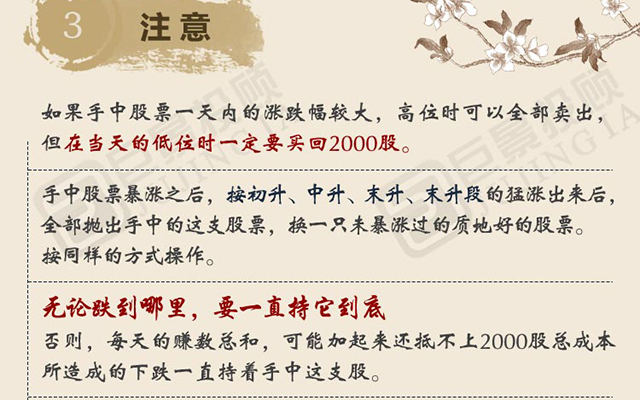 3
注意
如果手中股票一天内的涨跌幅较大，高位时可以全部卖出，
但在当天的低位时一定要买回2000股。
手中股票暴涨之后，按初升、中升、末升、末升段的猛涨出来后，
全部抛出手中的这支股票，换一只未暴涨过的质地好的股票。
按同样的方式操作。
无论跌到哪里，要一直持它到底
否则，每天的赚数总和，可能加起来还抵不上2000股总成本
所造成的下跌一直持着手中这支股。